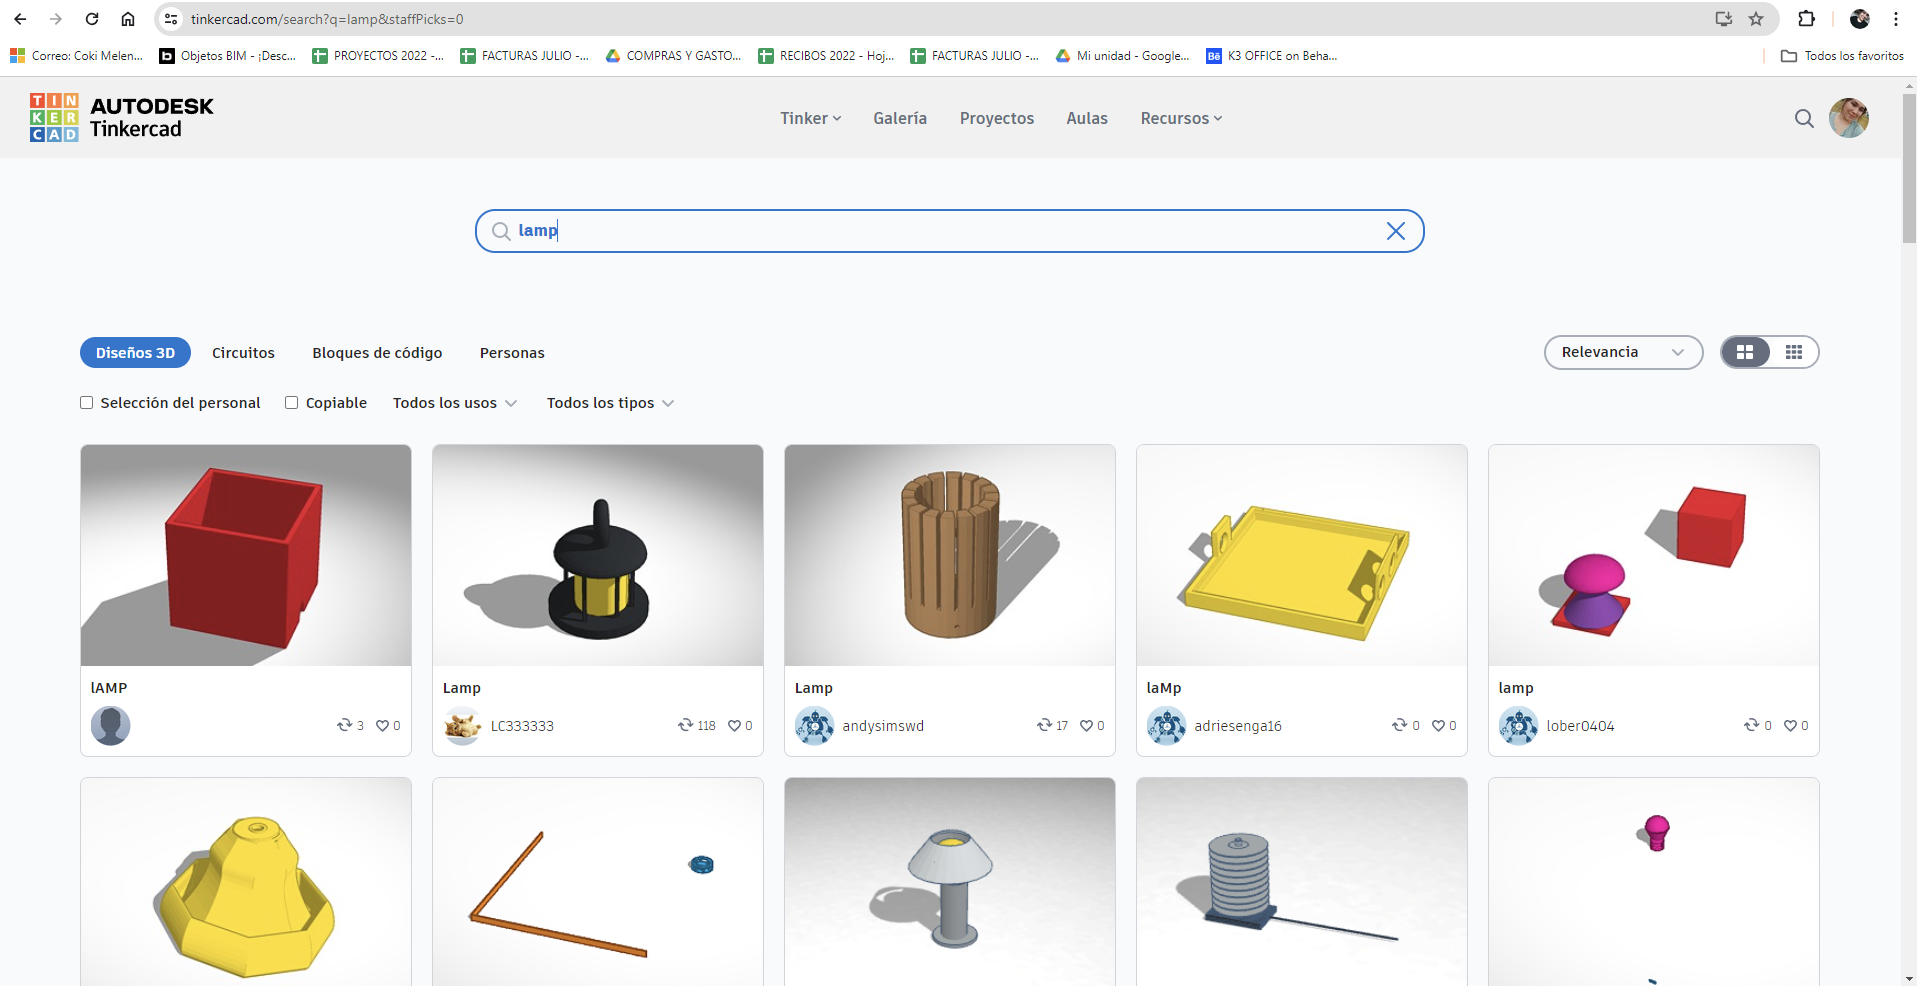 tinkercad.com/search?q=lamp&staffPicks=0
Correo: Coki Melen... Objetos BIM - ¡Desc... PROYECTOS 2022 -... FACTURAS JULIO -... COMPRAS Y GASTO... RECIBOS 2022 - Hoj... FACTURAS JULIO -... Mi unidad - Google... Bē K3 OFFICE on Beha... Todos los favoritos
TIN
KER
CAD
AUTODESK
Tinkercad
Tinker Galería Proyectos Aulas Recursos
lamp
Diseños 3D Circuitos Bloques de código Personas Relevancia
Selección del personal Copiable Todos los usos Todos los tipos
lAMP
3 0
Lamp
LC333333 118 0
Lamp
andysimswd 17 0
laMp
adriesenga16 0 0
lamp
lober0404 0 0